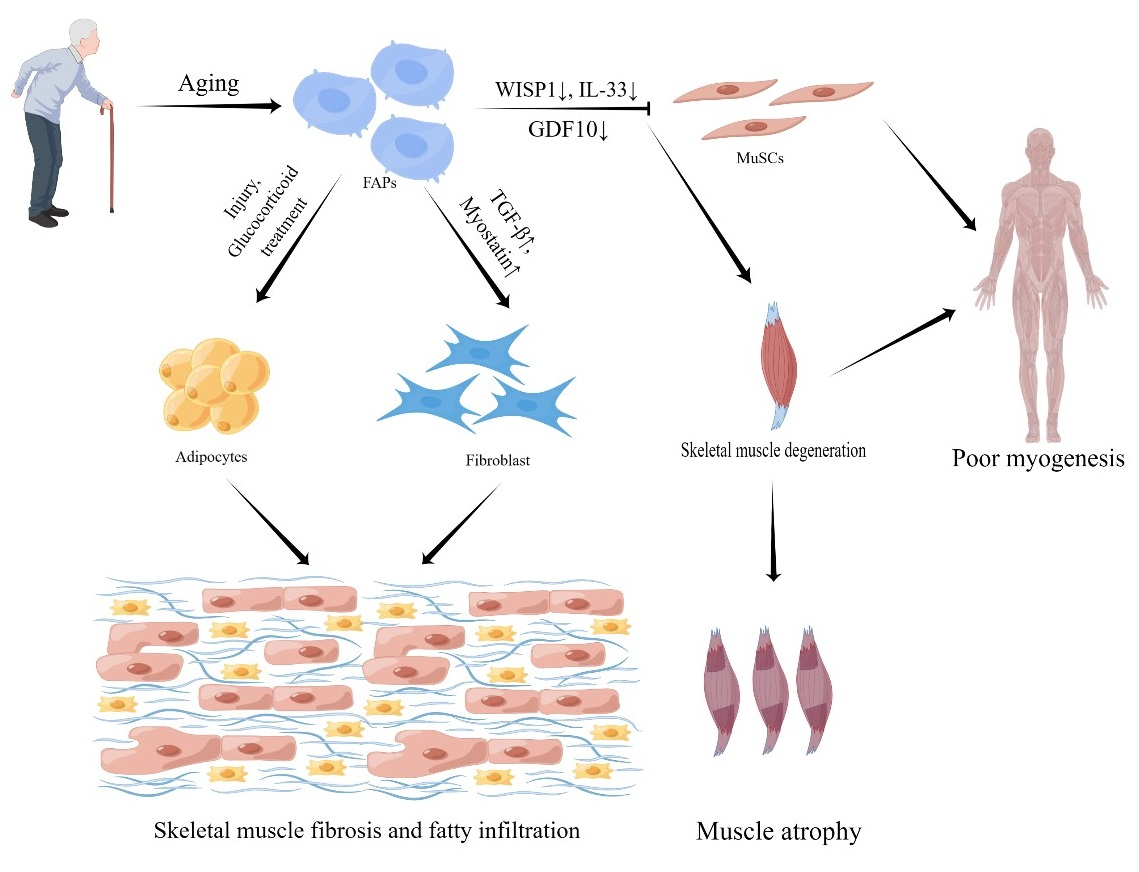 Aging
WISP1↓, IL-33↓
GDF10↓
MuSCs
FAPs
Injury,
Glucocorticoid
treatment
TGF-β↑,
Myostatin↑
Adipocytes
Fibroblast
Skeletal muscle degeneration
Poor myogenesis
Skeletal muscle fibrosis and fatty infiltration
Muscle atrophy